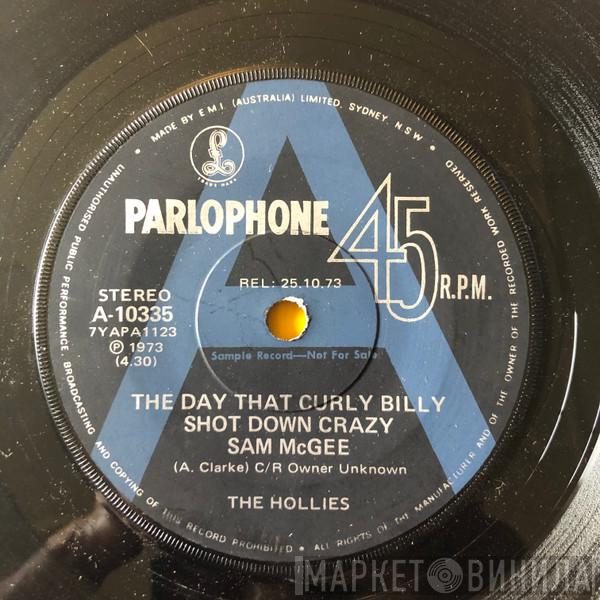 MADE BY E.M.I. (AUSTRALIA) LIMITED, SYDNEY, N.S.W.
UNAUTHORISED PUBLIC PERFORMANCE, BROADCASTING AND COPYING OF THIS RECORD PROHIBITED • ALL RIGHTS OF THE MANUFACTURER AND OF THE OWNER OF THE RECORDED WORK RESERVED
£
TRADE MARK
PARLOPHONE
45
R.P.M.
A
REL: 25.10.73
STEREO
A-10335
7YAPA1123
Ⓟ 1973
(4.30)
Sample Record—Not For Sale
THE DAY THAT CURLY BILLY
SHOT DOWN CRAZY
SAM McGEE
(A. Clarke) C/R Owner Unknown
THE HOLLIES
МАРКЕТ ВИНИЛА